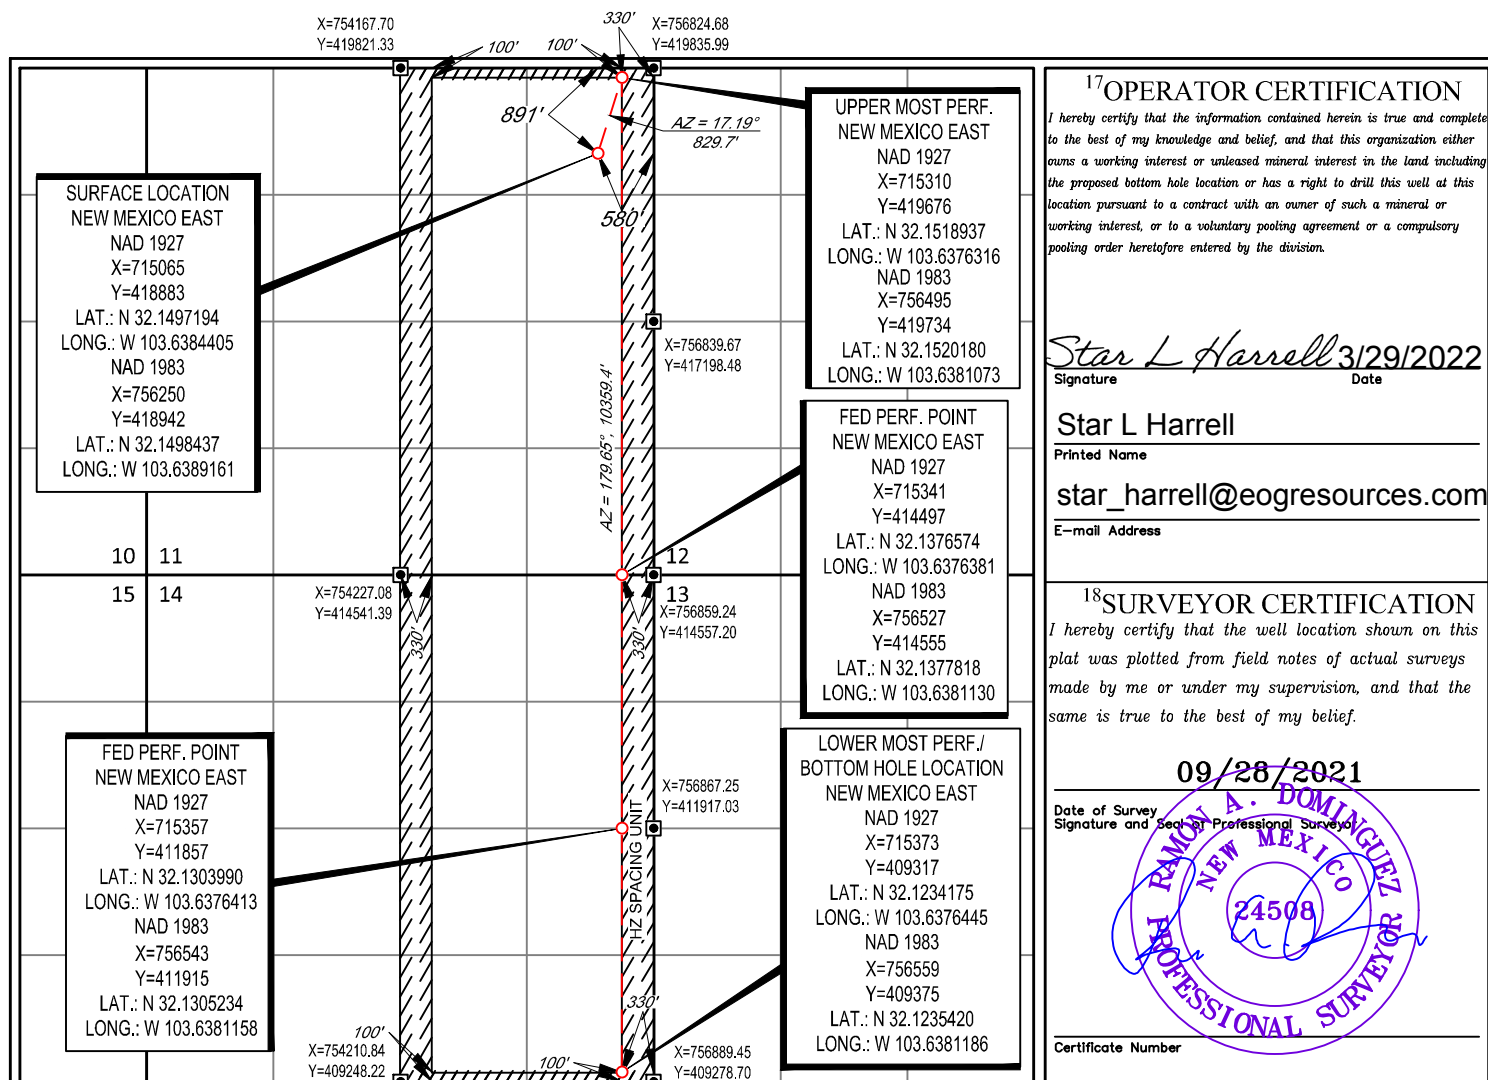 X=754167.70
Y=419821.33
330'
X=756824.68
Y=419835.99
100'
100'
891'
AZ = 17.19°
829.7'
580'
SURFACE LOCATION
NEW MEXICO EAST
NAD 1927
X=715065
Y=418883
LAT.: N 32.1497194
LONG.: W 103.6384405
NAD 1983
X=756250
Y=418942
LAT.: N 32.1498437
LONG.: W 103.6389161
UPPER MOST PERF.
NEW MEXICO EAST
NAD 1927
X=715310
Y=419676
LAT.: N 32.1518937
LONG.: W 103.6376316
NAD 1983
X=756495
Y=419734
LAT.: N 32.1520180
LONG.: W 103.6381073
X=756839.67
Y=417198.48
AZ = 179.65°, 10359.4'
FED PERF. POINT
NEW MEXICO EAST
NAD 1927
X=715341
Y=414497
LAT.: N 32.1376574
LONG.: W 103.6376381
NAD 1983
X=756527
Y=414555
LAT.: N 32.1377818
LONG.: W 103.6381130
10 11
15 14
12
13
X=754227.08
Y=414541.39
330'
330'
X=756859.24
Y=414557.20
FED PERF. POINT
NEW MEXICO EAST
NAD 1927
X=715357
Y=411857
LAT.: N 32.1303990
LONG.: W 103.6376413
NAD 1983
X=756543
Y=411915
LAT.: N 32.1305234
LONG.: W 103.6381158
X=756867.25
Y=411917.03
HZ SPACING UNIT
LOWER MOST PERF./
BOTTOM HOLE LOCATION
NEW MEXICO EAST
NAD 1927
X=715373
Y=409317
LAT.: N 32.1234175
LONG.: W 103.6376445
NAD 1983
X=756559
Y=409375
LAT.: N 32.1235420
LONG.: W 103.6381186
330'
100'
X=754210.84
Y=409248.22
100'
X=756889.45
Y=409278.70
17OPERATOR CERTIFICATION
I hereby certify that the information contained herein is true and complete
to the best of my knowledge and belief, and that this organization either
owns a working interest or unleased mineral interest in the land including
the proposed bottom hole location or has a right to drill this well at this
location pursuant to a contract with an owner of such a mineral or
working interest, or to a voluntary pooling agreement or a compulsory
pooling order heretofore entered by the division.
Star L Harrell 3/29/2022
Signature Date
Star L Harrell
Printed Name
star_harrell@eogresources.com
E-mail Address
18SURVEYOR CERTIFICATION
I hereby certify that the well location shown on this
plat was plotted from field notes of actual surveys
made by me or under my supervision, and that the
same is true to the best of my belief.
09/28/2021
Date of Survey
Signature and Seal of Professional Surveyor
RAMON A. DOMINGUEZ
NEW MEXICO
24508
PROFESSIONAL SURVEYOR
Certificate Number